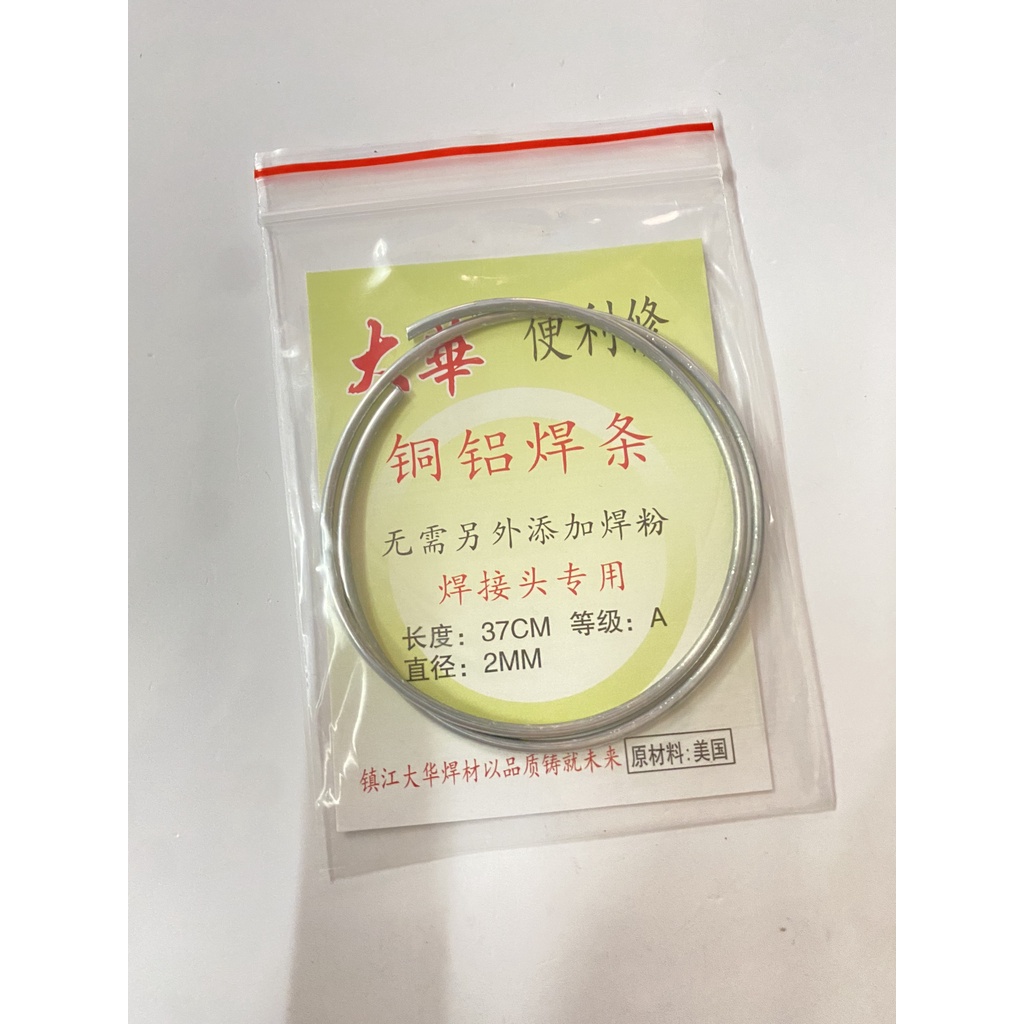 大華 便利修
铜铝焊条
无需另外添加焊粉
焊接头专用
长度：37CM 等级：A
直径：2MM
镇江大华焊材以品质铸就未来 原材料:美国